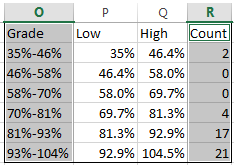 O P Q R
Grade Low High Count
35%-46% 35% 46.4% 2
46%-58% 46.4% 58.0% 0
58%-70% 58.0% 69.7% 0
70%-81% 69.7% 81.3% 4
81%-93% 81.3% 92.9% 17
93%-104% 92.9% 104.5% 21